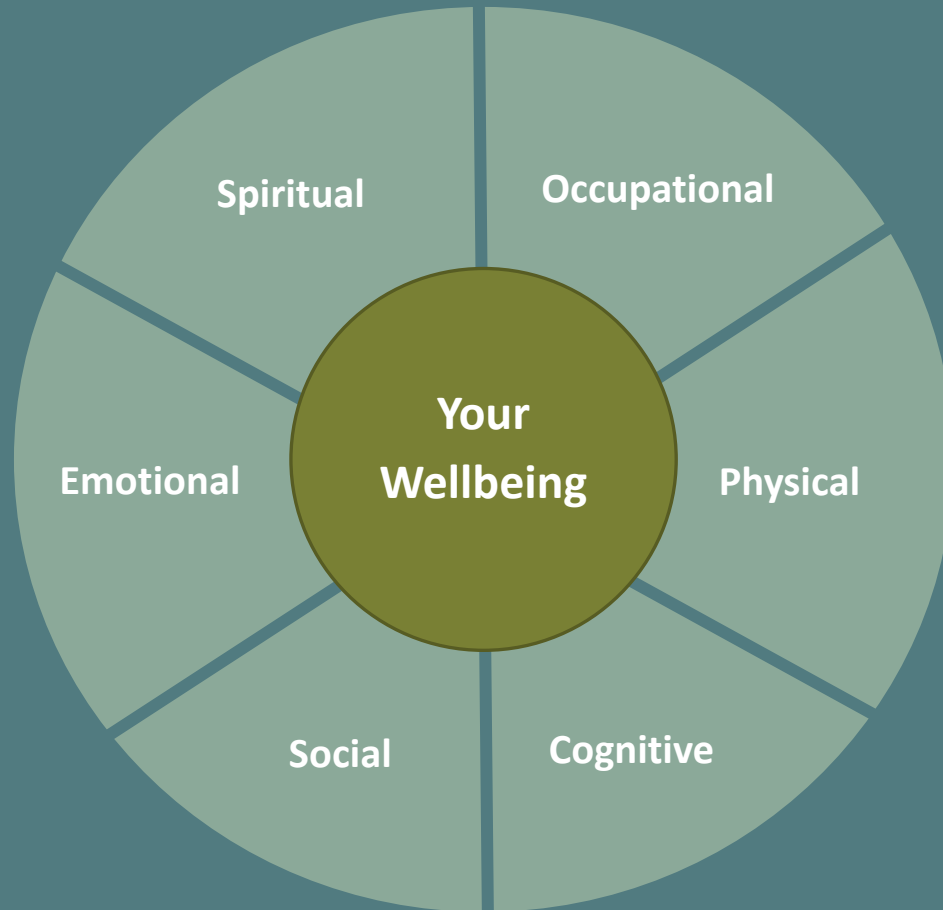 Spiritual
Occupational
Your
Wellbeing
Emotional
Physical
Social
Cognitive